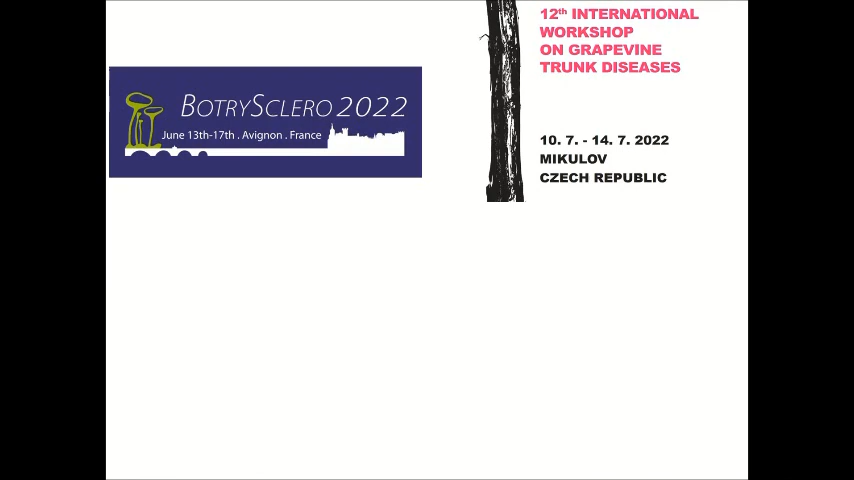 BOTRYSCLERO 2022
June 13th-17th . Avignon . France
12th INTERNATIONAL
WORKSHOP
ON GRAPEVINE
TRUNK DISEASES
10. 7. - 14. 7. 2022
MIKULOV
CZECH REPUBLIC